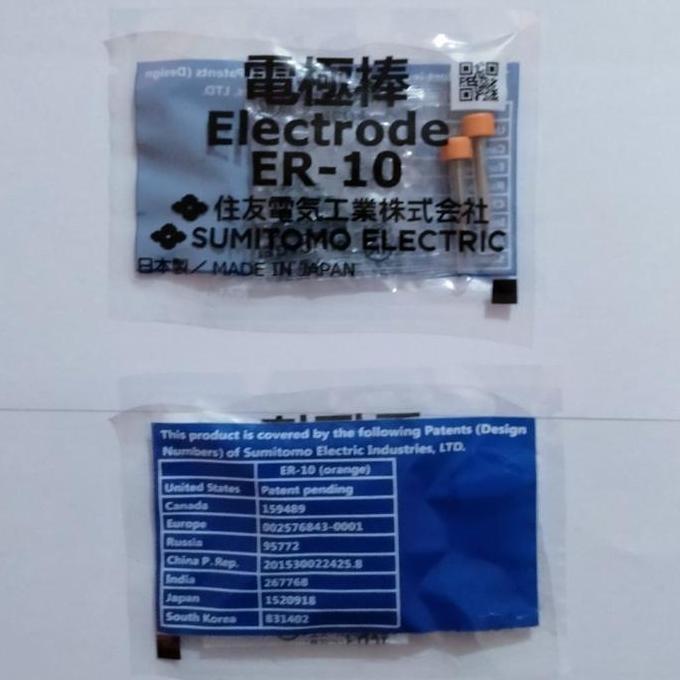 電極棒
Electrode
ER-10
住友電気工業株式会社
SUMITOMO ELECTRIC
日本製／MADE IN JAPAN
This product is covered by the following Patents (Design
Numbers) of Sumitomo Electric Industries, LTD.
ER-10 (orange)
United States Patent pending
Canada 159489
Europe 002576843-0001
Russia 95772
China P. Rep. 201530022425.8
India 267768
Japan 1520918
South Korea 831402